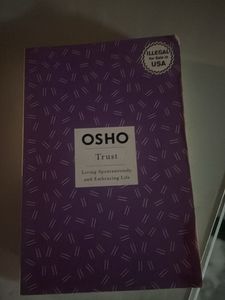 ILLEGAL
for Sale in
USA
OSHO
Trust
Living Spontaneously
and Embracing Life